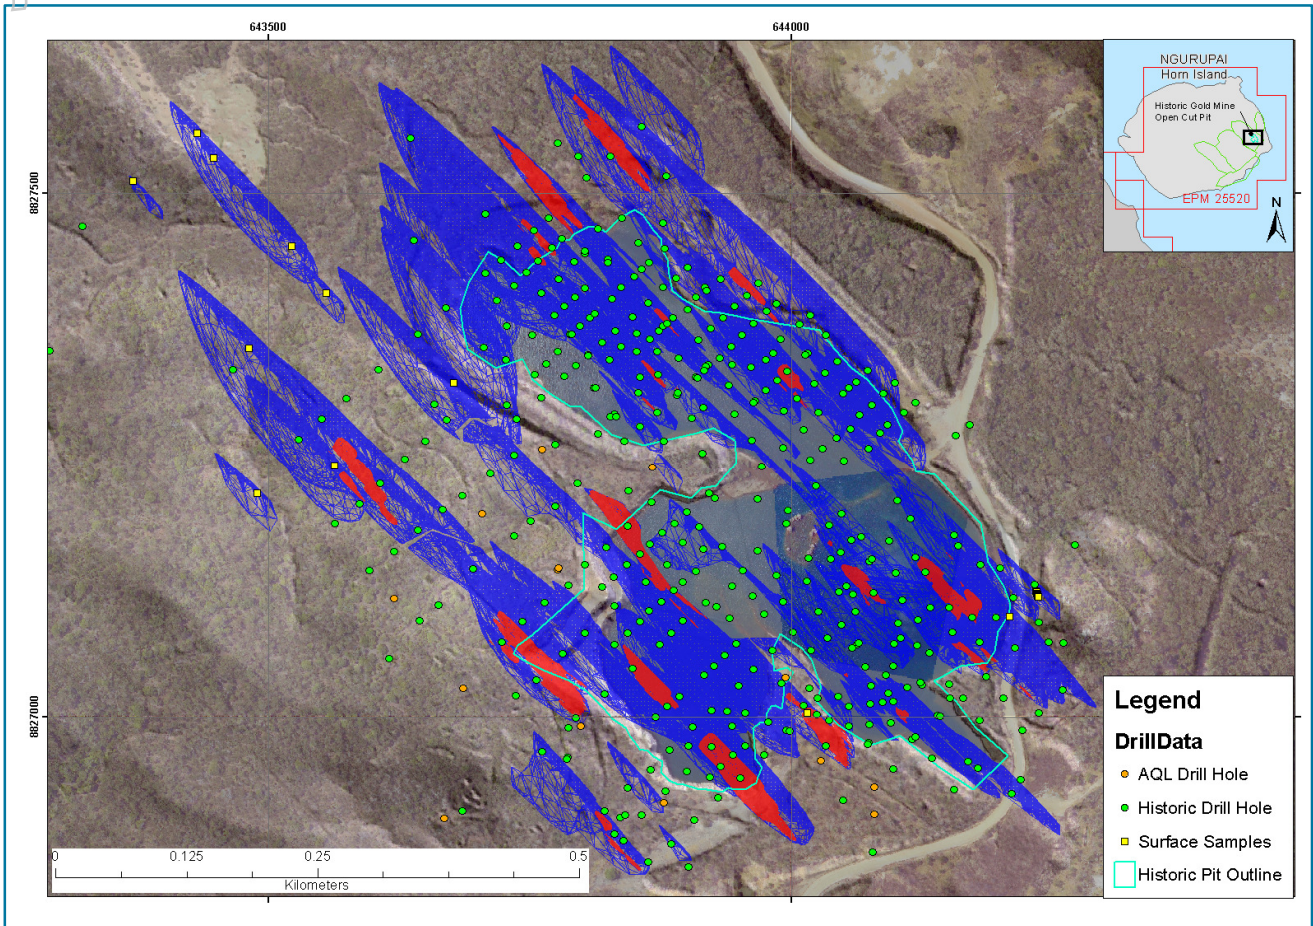 643500
644000
8827500
8827000
NGURUPAI
Horn Island
Historic Gold Mine
Open Cut Pit
EPM 25520
N
Legend
DrillData
AQL Drill Hole
Historic Drill Hole
Surface Samples
Historic Pit Outline
0
0.125
0.25
0.5
Kilometers